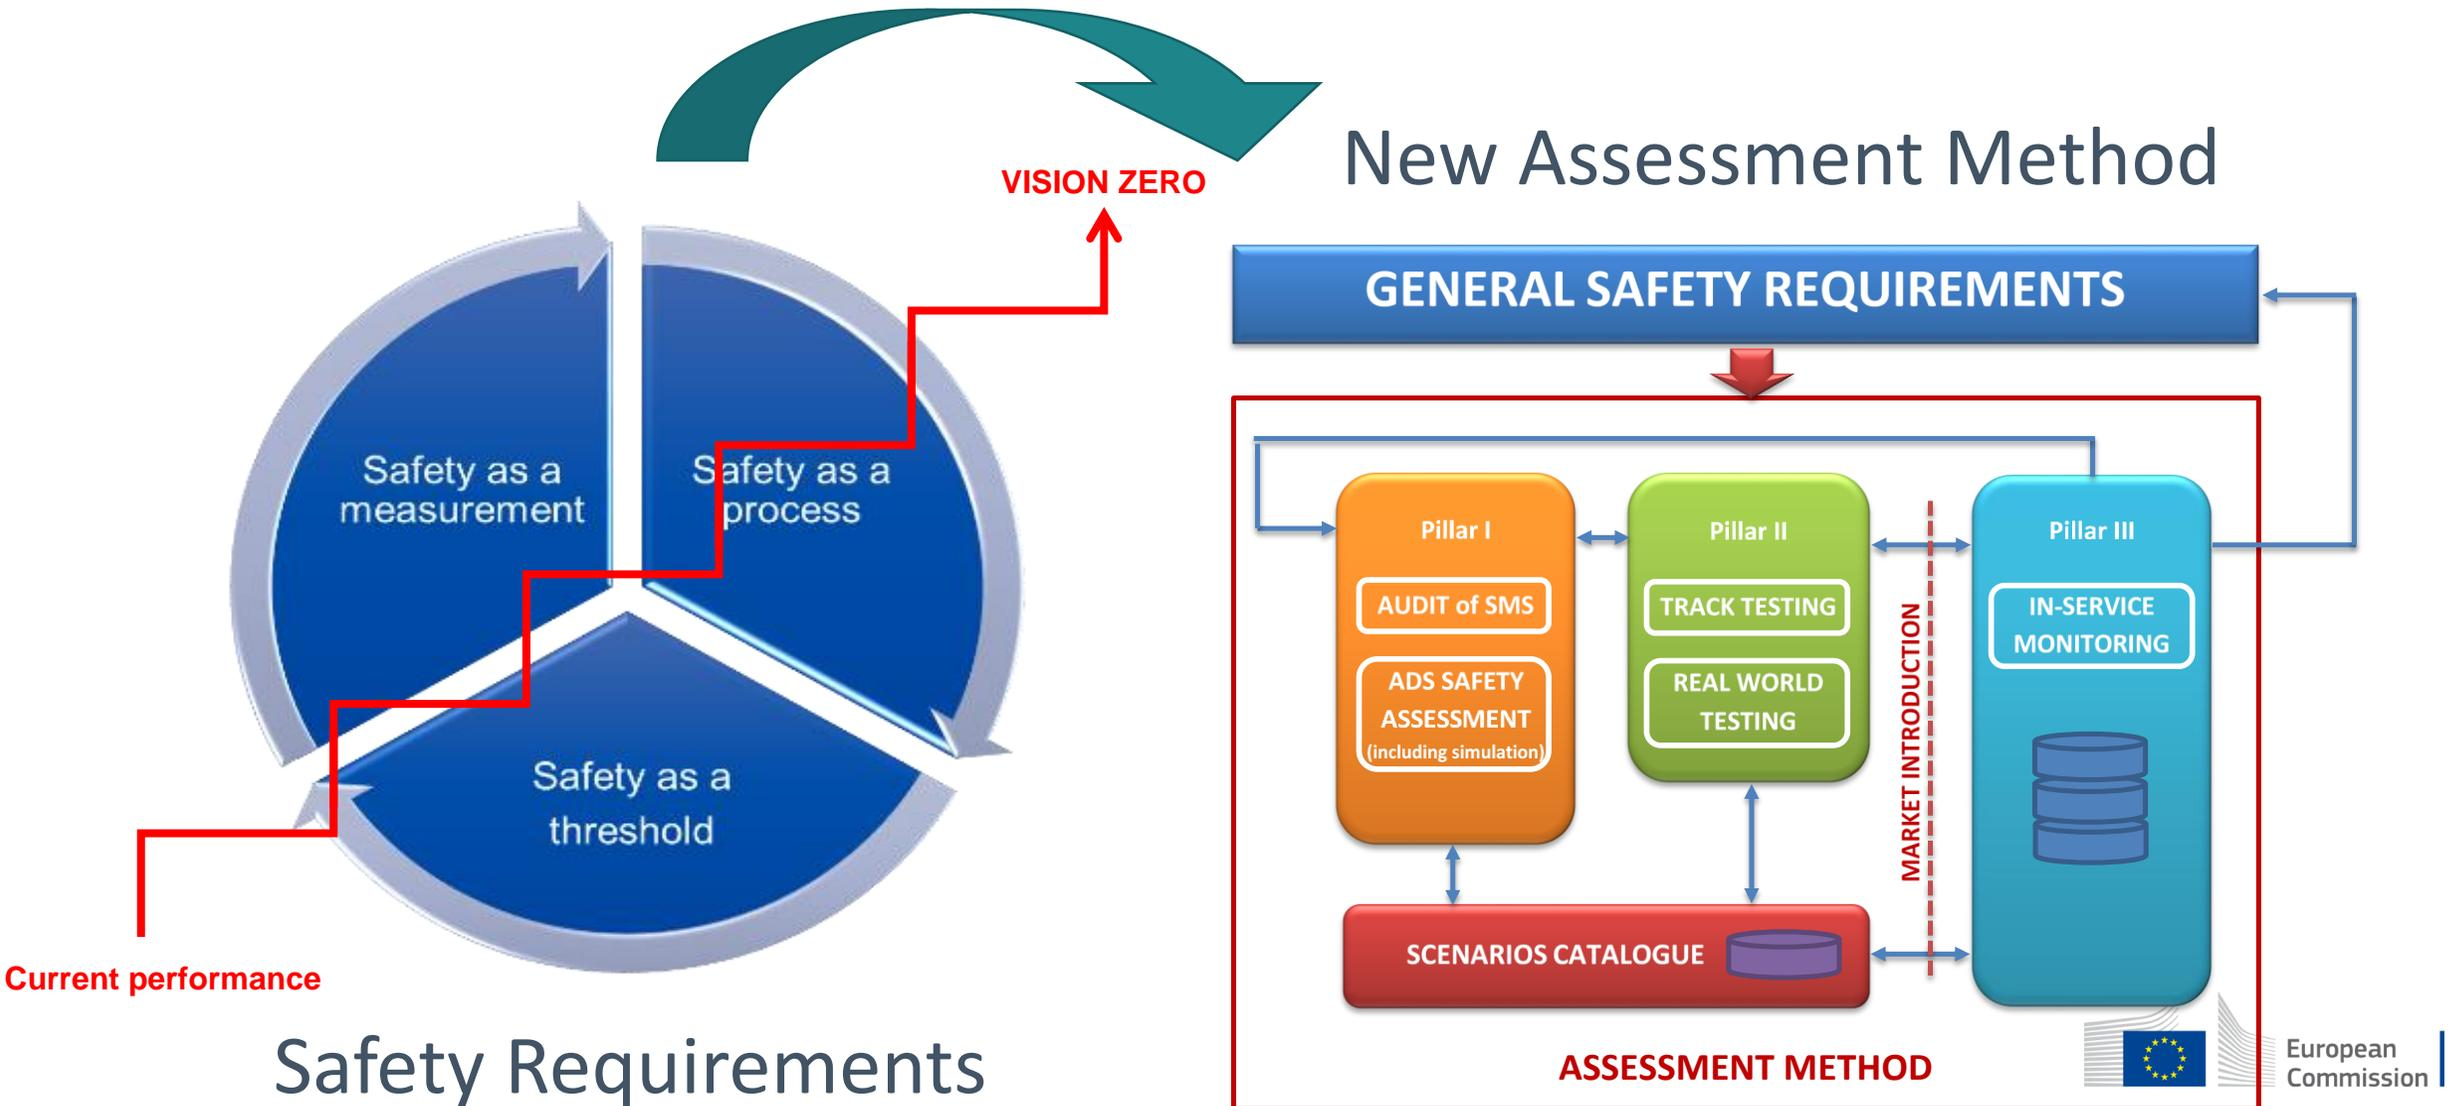 VISION ZERO
Safety as a
measurement
Safety as a
process
Safety as a
threshold
Current performance
Safety Requirements
New Assessment Method
GENERAL SAFETY REQUIREMENTS
Pillar I
AUDIT of SMS
ADS SAFETY
ASSESSMENT
(including simulation)
Pillar II
TRACK TESTING
REAL WORLD
TESTING
MARKET INTRODUCTION
Pillar III
IN-SERVICE
MONITORING
SCENARIOS CATALOGUE
ASSESSMENT METHOD
European
Commission